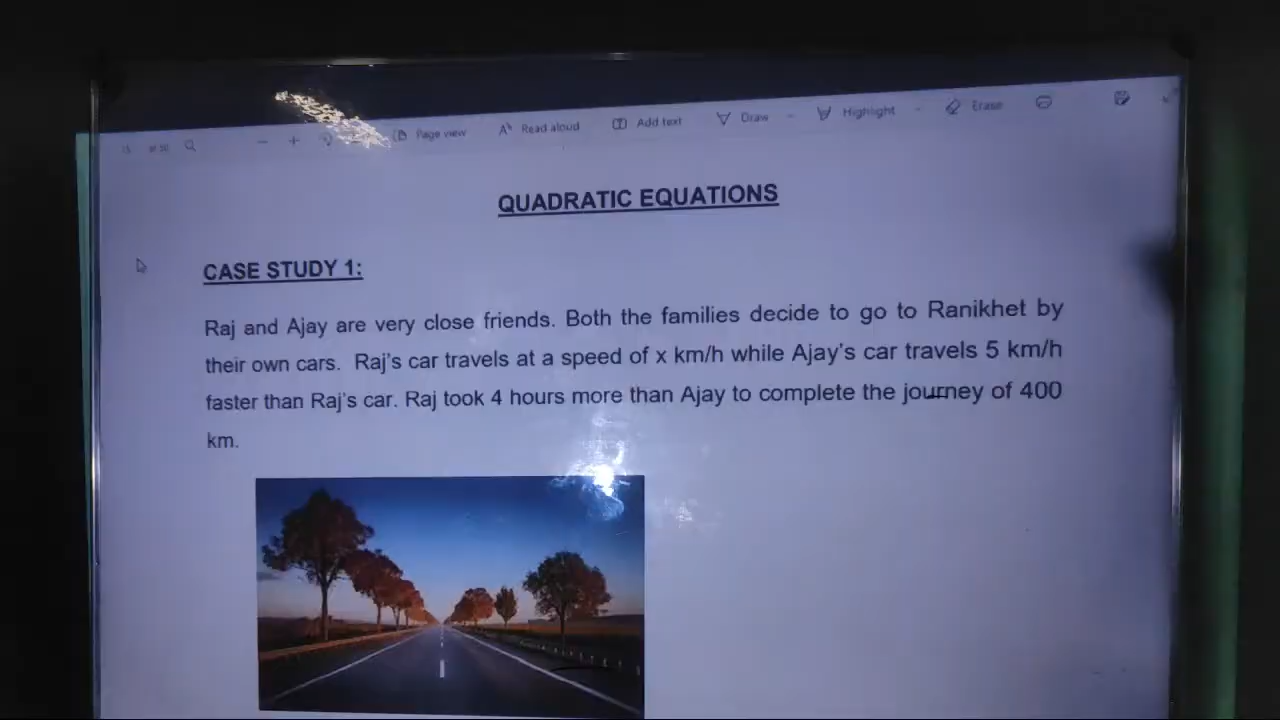 of 50 Page view Read aloud Add text Draw Highlight Erase
QUADRATIC EQUATIONS
CASE STUDY 1:
Raj and Ajay are very close friends. Both the families decide to go to Ranikhet by
their own cars. Raj's car travels at a speed of x km/h while Ajay's car travels 5 km/h
faster than Raj's car. Raj took 4 hours more than Ajay to complete the journey of 400
km.